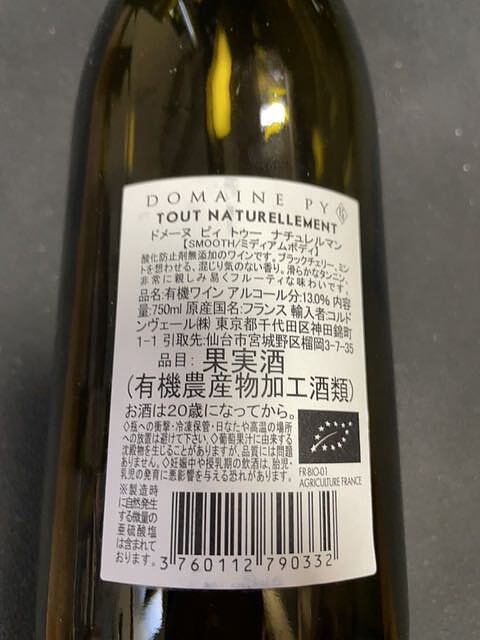 DOMAINE PY
TOUT NATURELLEMENT
ドメーヌ ピィ トゥー ナチュレルマン
【SMOOTH/ミディアムボディ】
酸化防止剤無添加のワインです。ブラックチェリー、ミン
トを想わせる、混じり気のない香り。滑らかなタンニン、
非常に親しみ易くフルーティな味わいです。
品名:有機ワイン アルコール分:13.0% 内容
量:750ml 原産国名:フランス 輸入者:コルド
ンヴェール(株) 東京都千代田区神田錦町
1-1 引取先:仙台市宮城野区榴岡3-7-35
品目: 果実酒
(有機農産物加工酒類)
お酒は20歳になってから。
◇瓶への衝撃・冷凍保管・日なたや高温の場所
への放置は避けて下さい。◇葡萄果汁に由来する
沈殿物を生じることがありますが、品質には問題
ありません。◇妊娠中や授乳期の飲酒は、胎児・
乳児の発育に悪影響を与える恐れがあります。
FR-BIO-01
AGRICULTURE FRANCE
※製造時
に自然発生
する微量の
亜硫酸塩
は含まれて
おります。
3 760112 790332